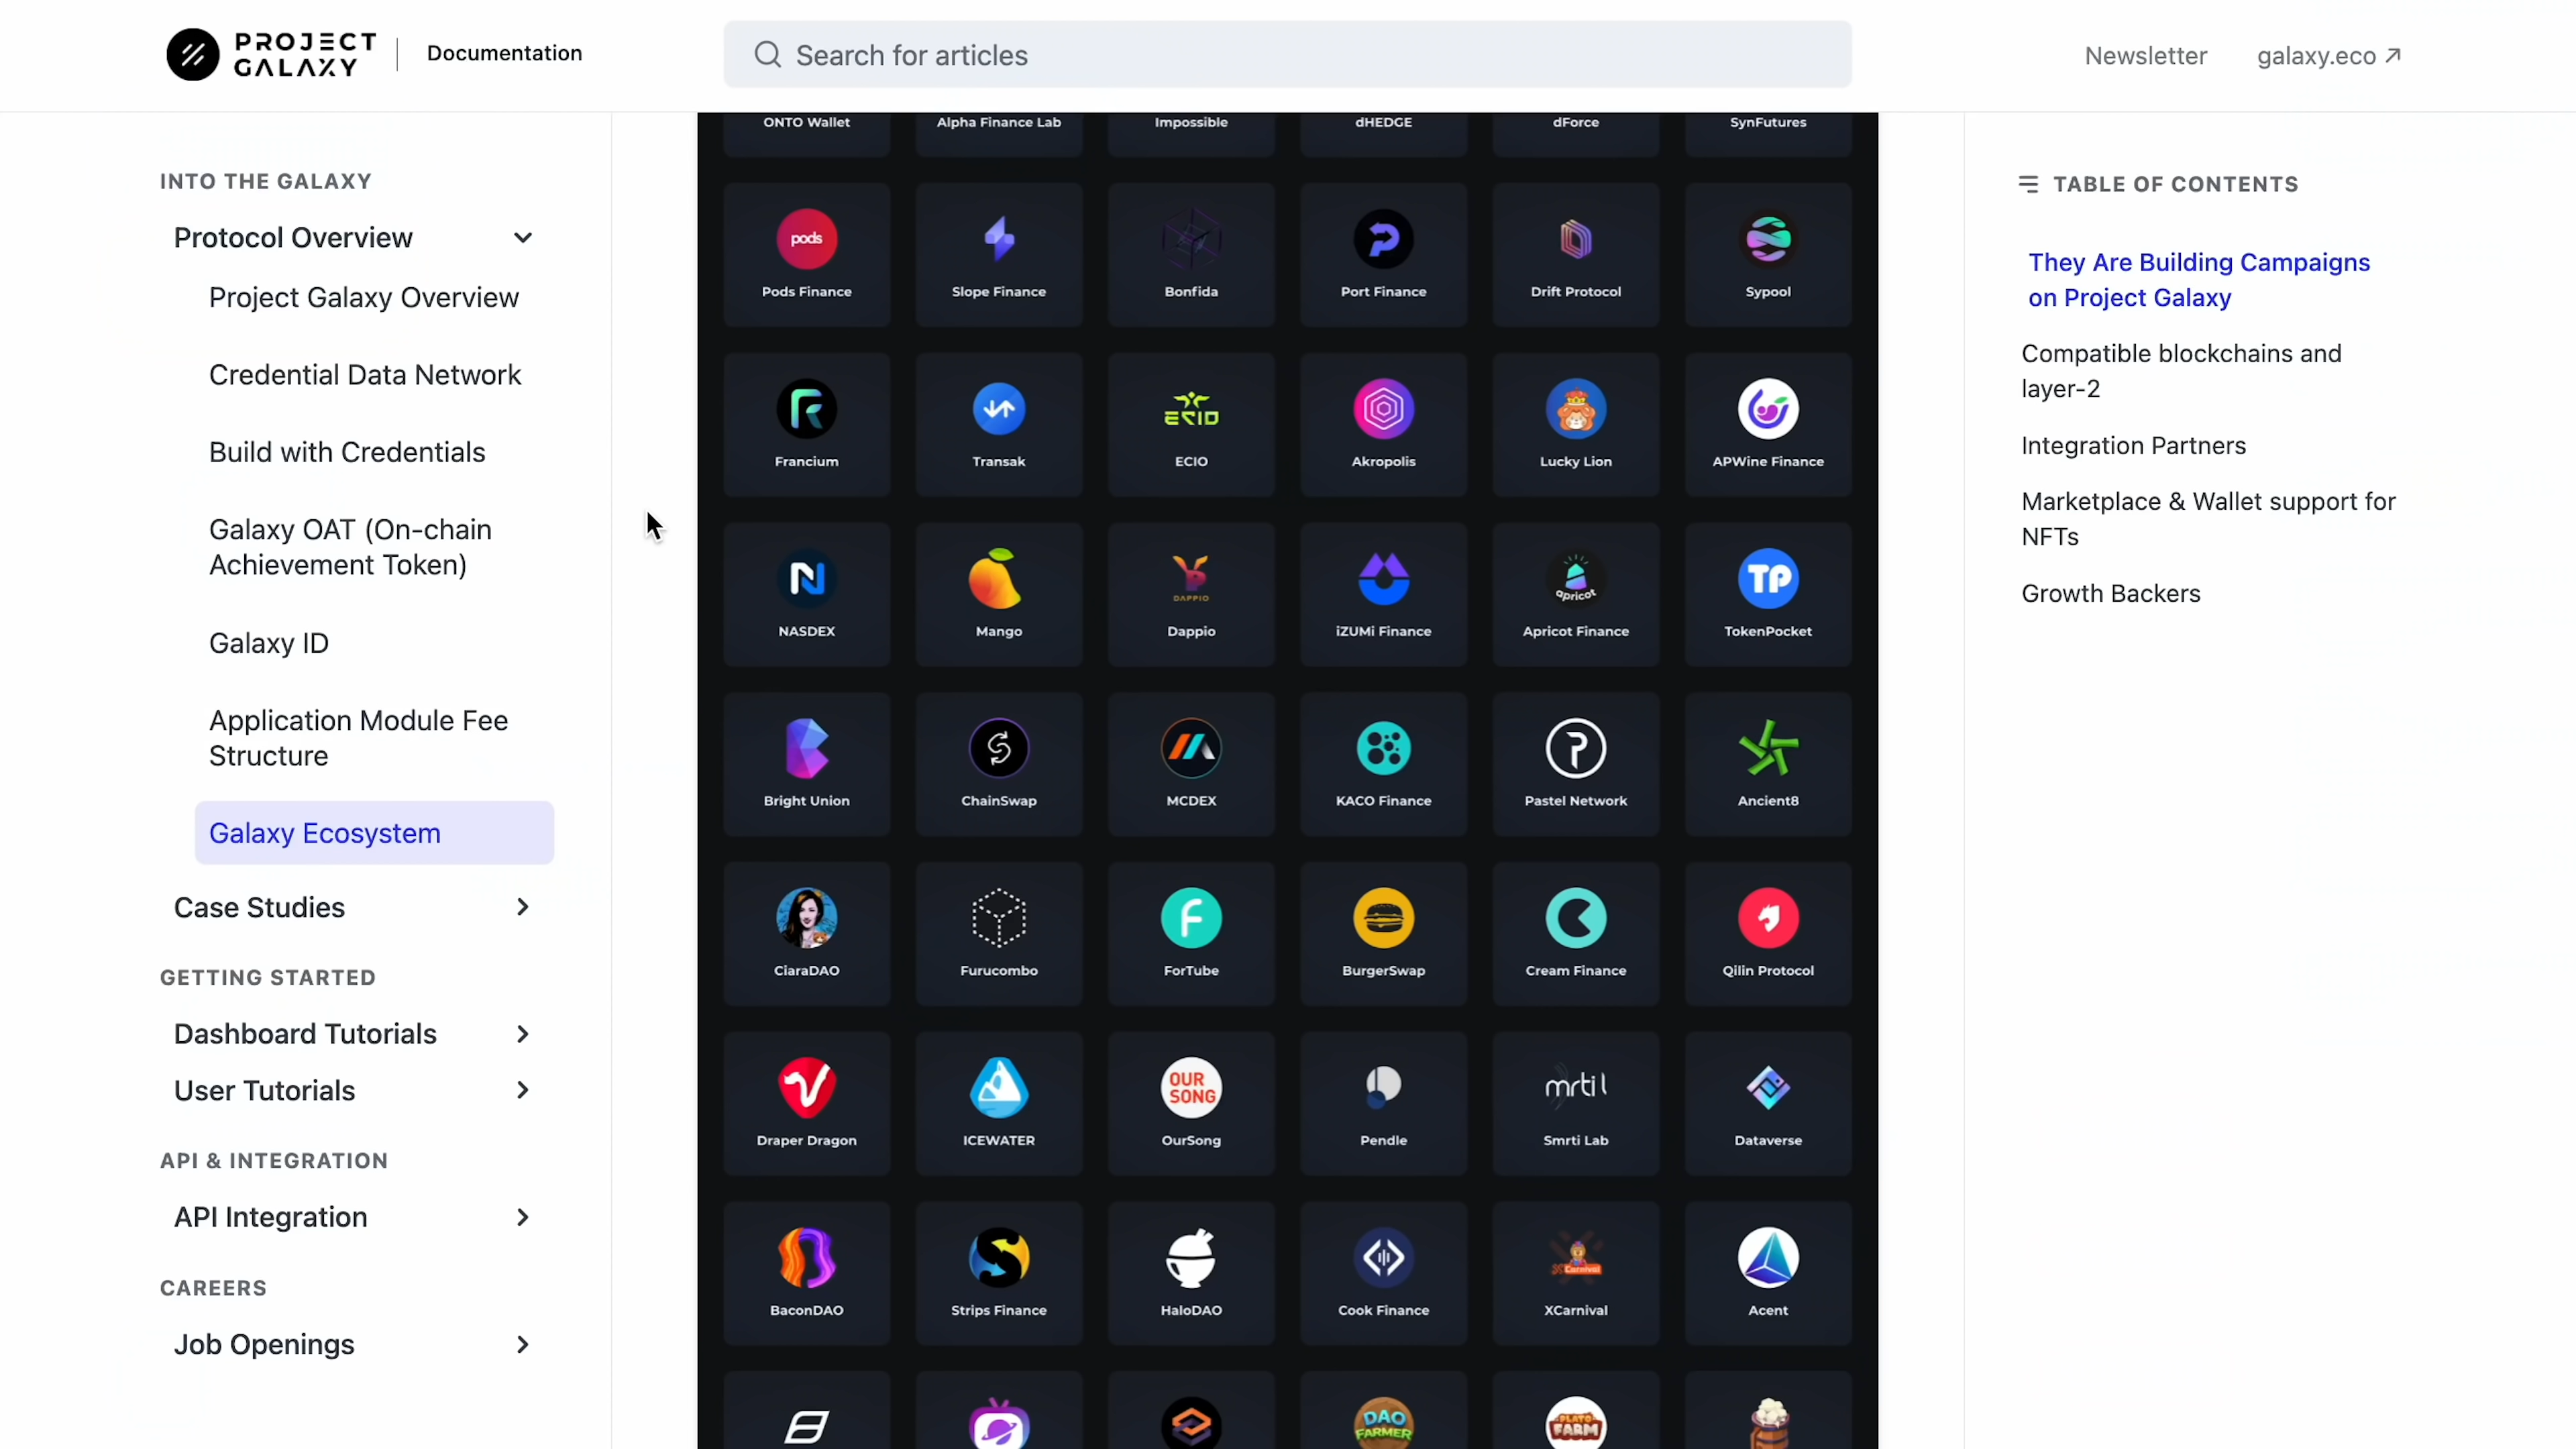 PROJECT
GALAXY
Documentation
Search for articles
Newsletter
galaxy.eco
INTO THE GALAXY
Protocol Overview
Project Galaxy Overview
Credential Data Network
Build with Credentials
Galaxy OAT (On-chain
Achievement Token)
Galaxy ID
Application Module Fee
Structure
Galaxy Ecosystem
Case Studies
GETTING STARTED
Dashboard Tutorials
User Tutorials
API & INTEGRATION
API Integration
CAREERS
Job Openings
ONTO Wallet
Alpha Finance Lab
Impossible
dHEDGE
dForce
SynFutures
pods
Pods Finance
Slope Finance
Bonfida
Port Finance
Drift Protocol
Sypool
ECIO
Francium
Transak
ECIO
Akropolis
Lucky Lion
APWine Finance
DAPPIO
apricot
TP
NASDEX
Mango
Dappio
iZUMi Finance
Apricot Finance
TokenPocket
Bright Union
ChainSwap
MCDEX
KACO Finance
Pastel Network
Ancient8
CiaraDAO
Furucombo
ForTube
BurgerSwap
Cream Finance
Qilin Protocol
OUR
SONG
mrtil
Draper Dragon
ICEWATER
OurSong
Pendle
Smrti Lab
Dataverse
Carnival
BaconDAO
Strips Finance
HaloDAO
Cook Finance
XCarnival
Acent
DAO
FARMER
PLATO
FARM
TABLE OF CONTENTS
They Are Building Campaigns
on Project Galaxy
Compatible blockchains and
layer-2
Integration Partners
Marketplace & Wallet support for
NFTs
Growth Backers